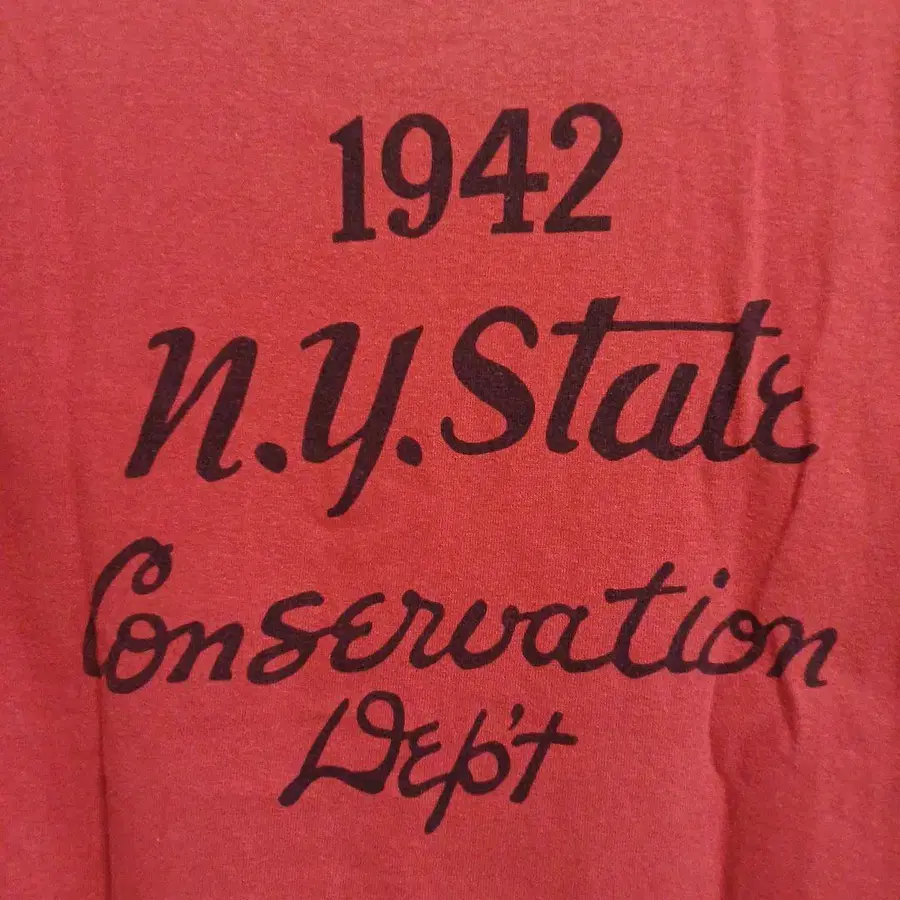 1942
N.Y. State
Conservation
Dep't